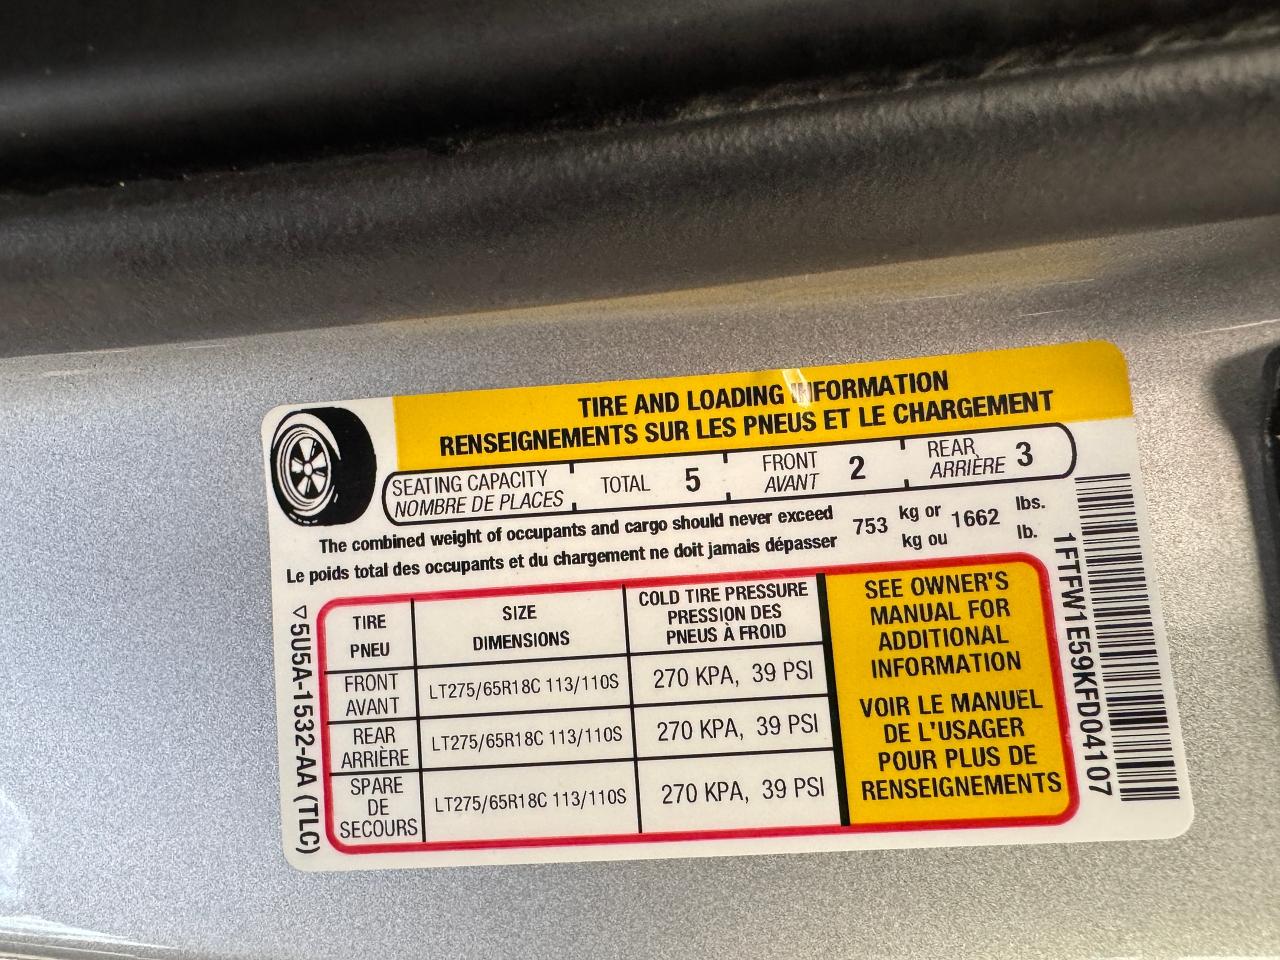 TIRE AND LOADING INFORMATION
RENSEIGNEMENTS SUR LES PNEUS ET LE CHARGEMENT
SEATING CAPACITY
NOMBRE DE PLACES
TOTAL 5
FRONT
AVANT
2
REAR
ARRIÈRE
3
The combined weight of occupants and cargo should never exceed
Le poids total des occupants et du chargement ne doit jamais dépasser
753
kg or
kg ou
1662
lbs.
lb.
TIRE
PNEU
SIZE
DIMENSIONS
COLD TIRE PRESSURE
PRESSION DES
PNEUS À FROID
FRONT
AVANT
LT275/65R18C 113/110S
270 KPA, 39 PSI
REAR
ARRIÈRE
LT275/65R18C 113/110S
270 KPA, 39 PSI
SPARE
DE
SECOURS
LT275/65R18C 113/110S
270 KPA, 39 PSI
SEE OWNER'S
MANUAL FOR
ADDITIONAL
INFORMATION
VOIR LE MANUEL
DE L'USAGER
POUR PLUS DE
RENSEIGNEMENTS
5U5A-1532-AA (TLC)
1FTFW1E59KFD04107